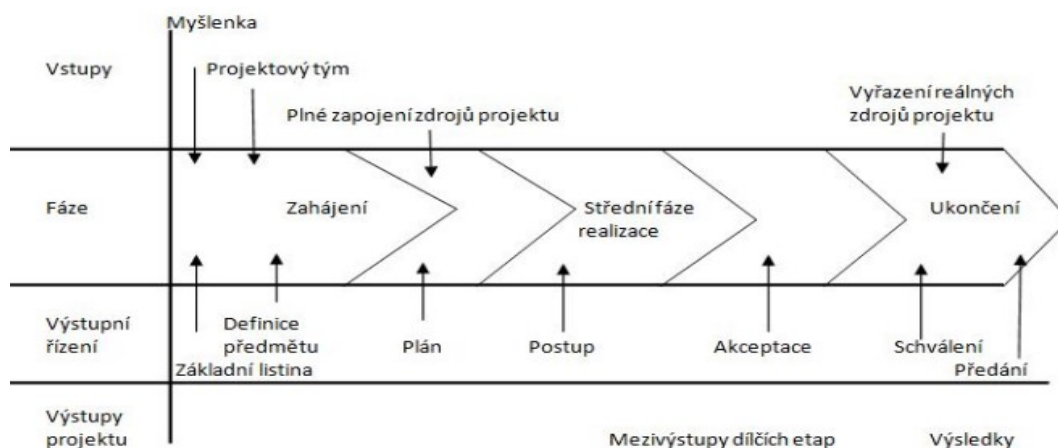 Myšlenka
Vstupy
Projektový tým
Plné zapojení zdrojů projektu
Vyřazení reálných
zdrojů projektu
Fáze
Zahájení
Střední fáze
realizace
Ukončení
Výstupní
řízení
Základní listina
Definice
předmětu
Plán
Postup
Akceptace
Schválení
Předání
Výstupy
projektu
Mezivýstupy dílčích etap
Výsledky